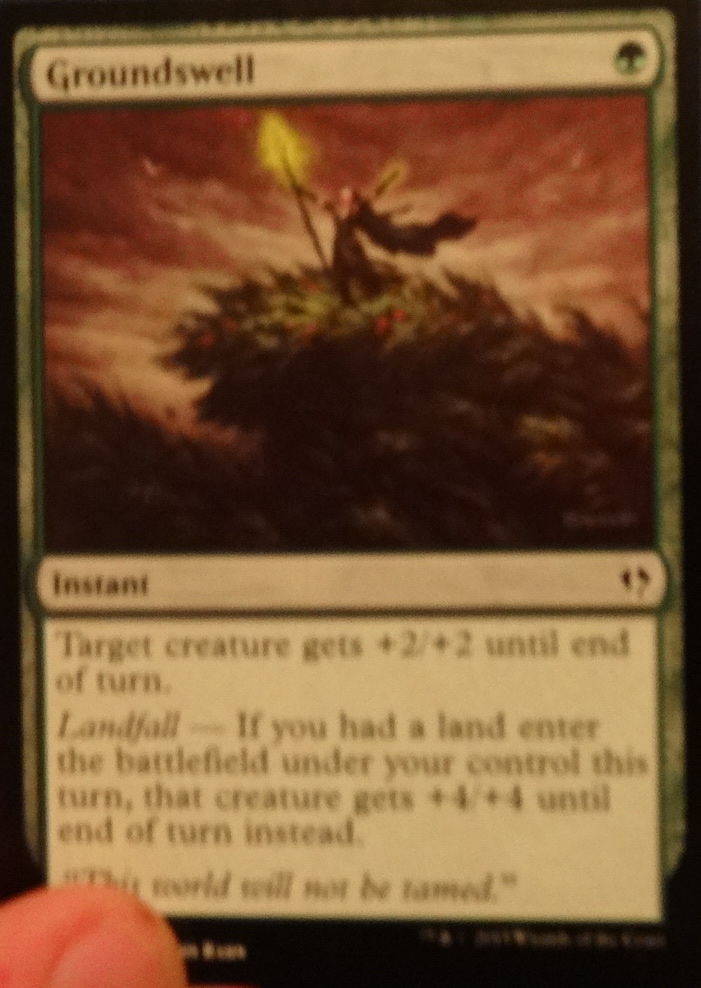 Groundswell
Instant
Target creature gets +2/+2 until end
of turn.
Landfall — If you had a land enter
the battlefield under your control this
turn, that creature gets +4/+4 until
end of turn instead.
"This world will not be tamed."